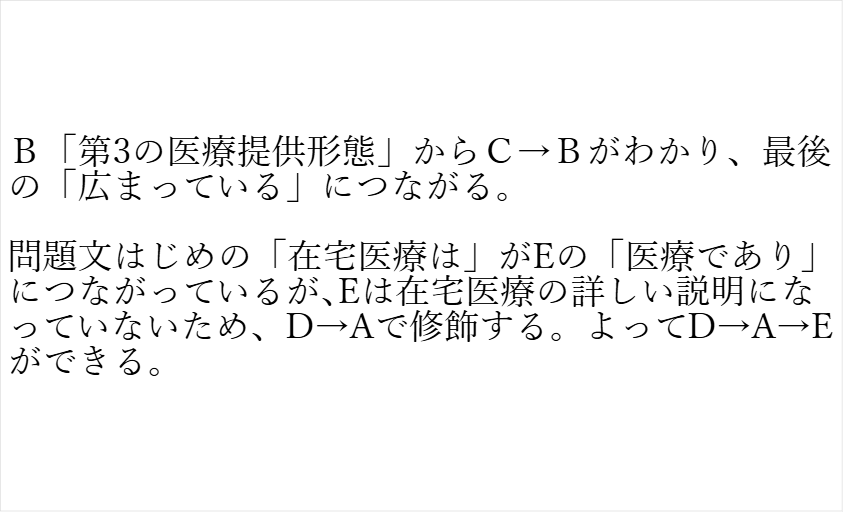 Ｂ「第3の医療提供形態」からＣ→Ｂがわかり、最後
の「広まっている」につながる。
問題文はじめの「在宅医療は」がEの「医療であり」
につながっているが、Eは在宅医療の詳しい説明にな
っていないため、D→Aで修飾する。よってD→A→E
ができる。